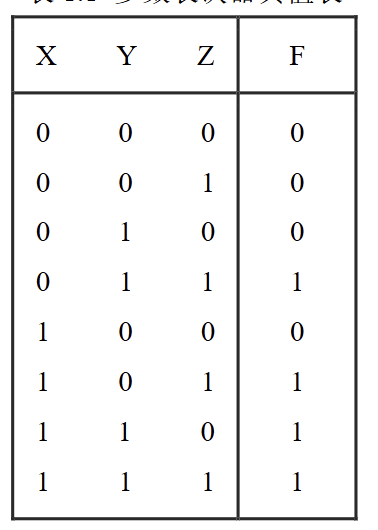 X Y Z F
0 0 0 0
0 0 1 0
0 1 0 0
0 1 1 1
1 0 0 0
1 0 1 1
1 1 0 1
1 1 1 1